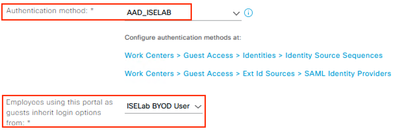 Authentication method: * AAD_ISELAB
Configure authentication methods at:
Work Centers > Guest Access > Identities > Identity Source Sequences
Work Centers > Guest Access > Ext Id Sources > SAML Identity Providers
Employees using this portal as
guests inherit login options
from: *
ISELab BYOD User